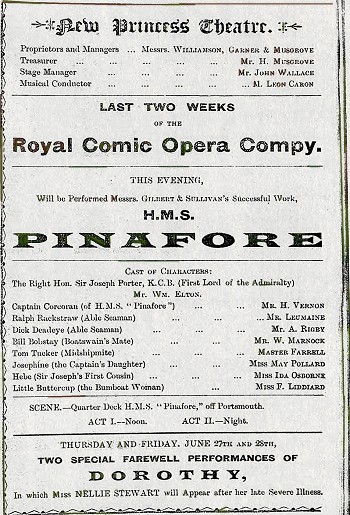 New Princess Theatre.
Proprietors and Managers ... Messrs. WILLIAMSON, GARNER & MUSGROVE
Treasurer ... ... ... ... Mr. H. MUSGROVE
Stage Manager ... ... ... Mr. JOHN WALLACE
Musical Conductor ... ... ... ... M. LEON CARON
LAST TWO WEEKS
OF THE
Royal Comic Opera Compy.
THIS EVENING,
Will be Performed Messrs. GILBERT & SULLIVAN'S Successful Work,
H.M.S.
PINAFORE
CAST OF CHARACTERS:
The Right Hon. Sir Joseph Porter, K.C.B. (First Lord of the Admiralty)
Mr. WM. ELTON.
Captain Corcoran (of H.M.S. "Pinafore") ... ... Mr. H. VERNON
Ralph Rackstraw (Able Seaman) ... ... ... Mr. LEUMAINE
Dick Deadeye (Able Seaman) ... ... ... Mr. A. RIGBY
Bill Bobstay (Boatswain's Mate) ... ... Mr. W. MARNOCK
Tom Tucker (Midshipmite) ... ... MASTER FARRELL
Josephine (the Captain's Daughter) ... ... Miss MAY POLLARD
Hebe (Sir Joseph's First Cousin) ... ... Miss IDA OSBORNE
Little Buttercup (the Bumboat Woman) ... Miss F. LIDDIARD
SCENE.—Quarter Deck H.M.S. "Pinafore," off Portsmouth.
ACT I.—Noon. ACT II.—Night.
THURSDAY AND FRIDAY, JUNE 27TH AND 28TH,
TWO SPECIAL FAREWELL PERFORMANCES OF
DOROTHY,
In which MISS NELLIE STEWART will Appear after her late Severe Illness.